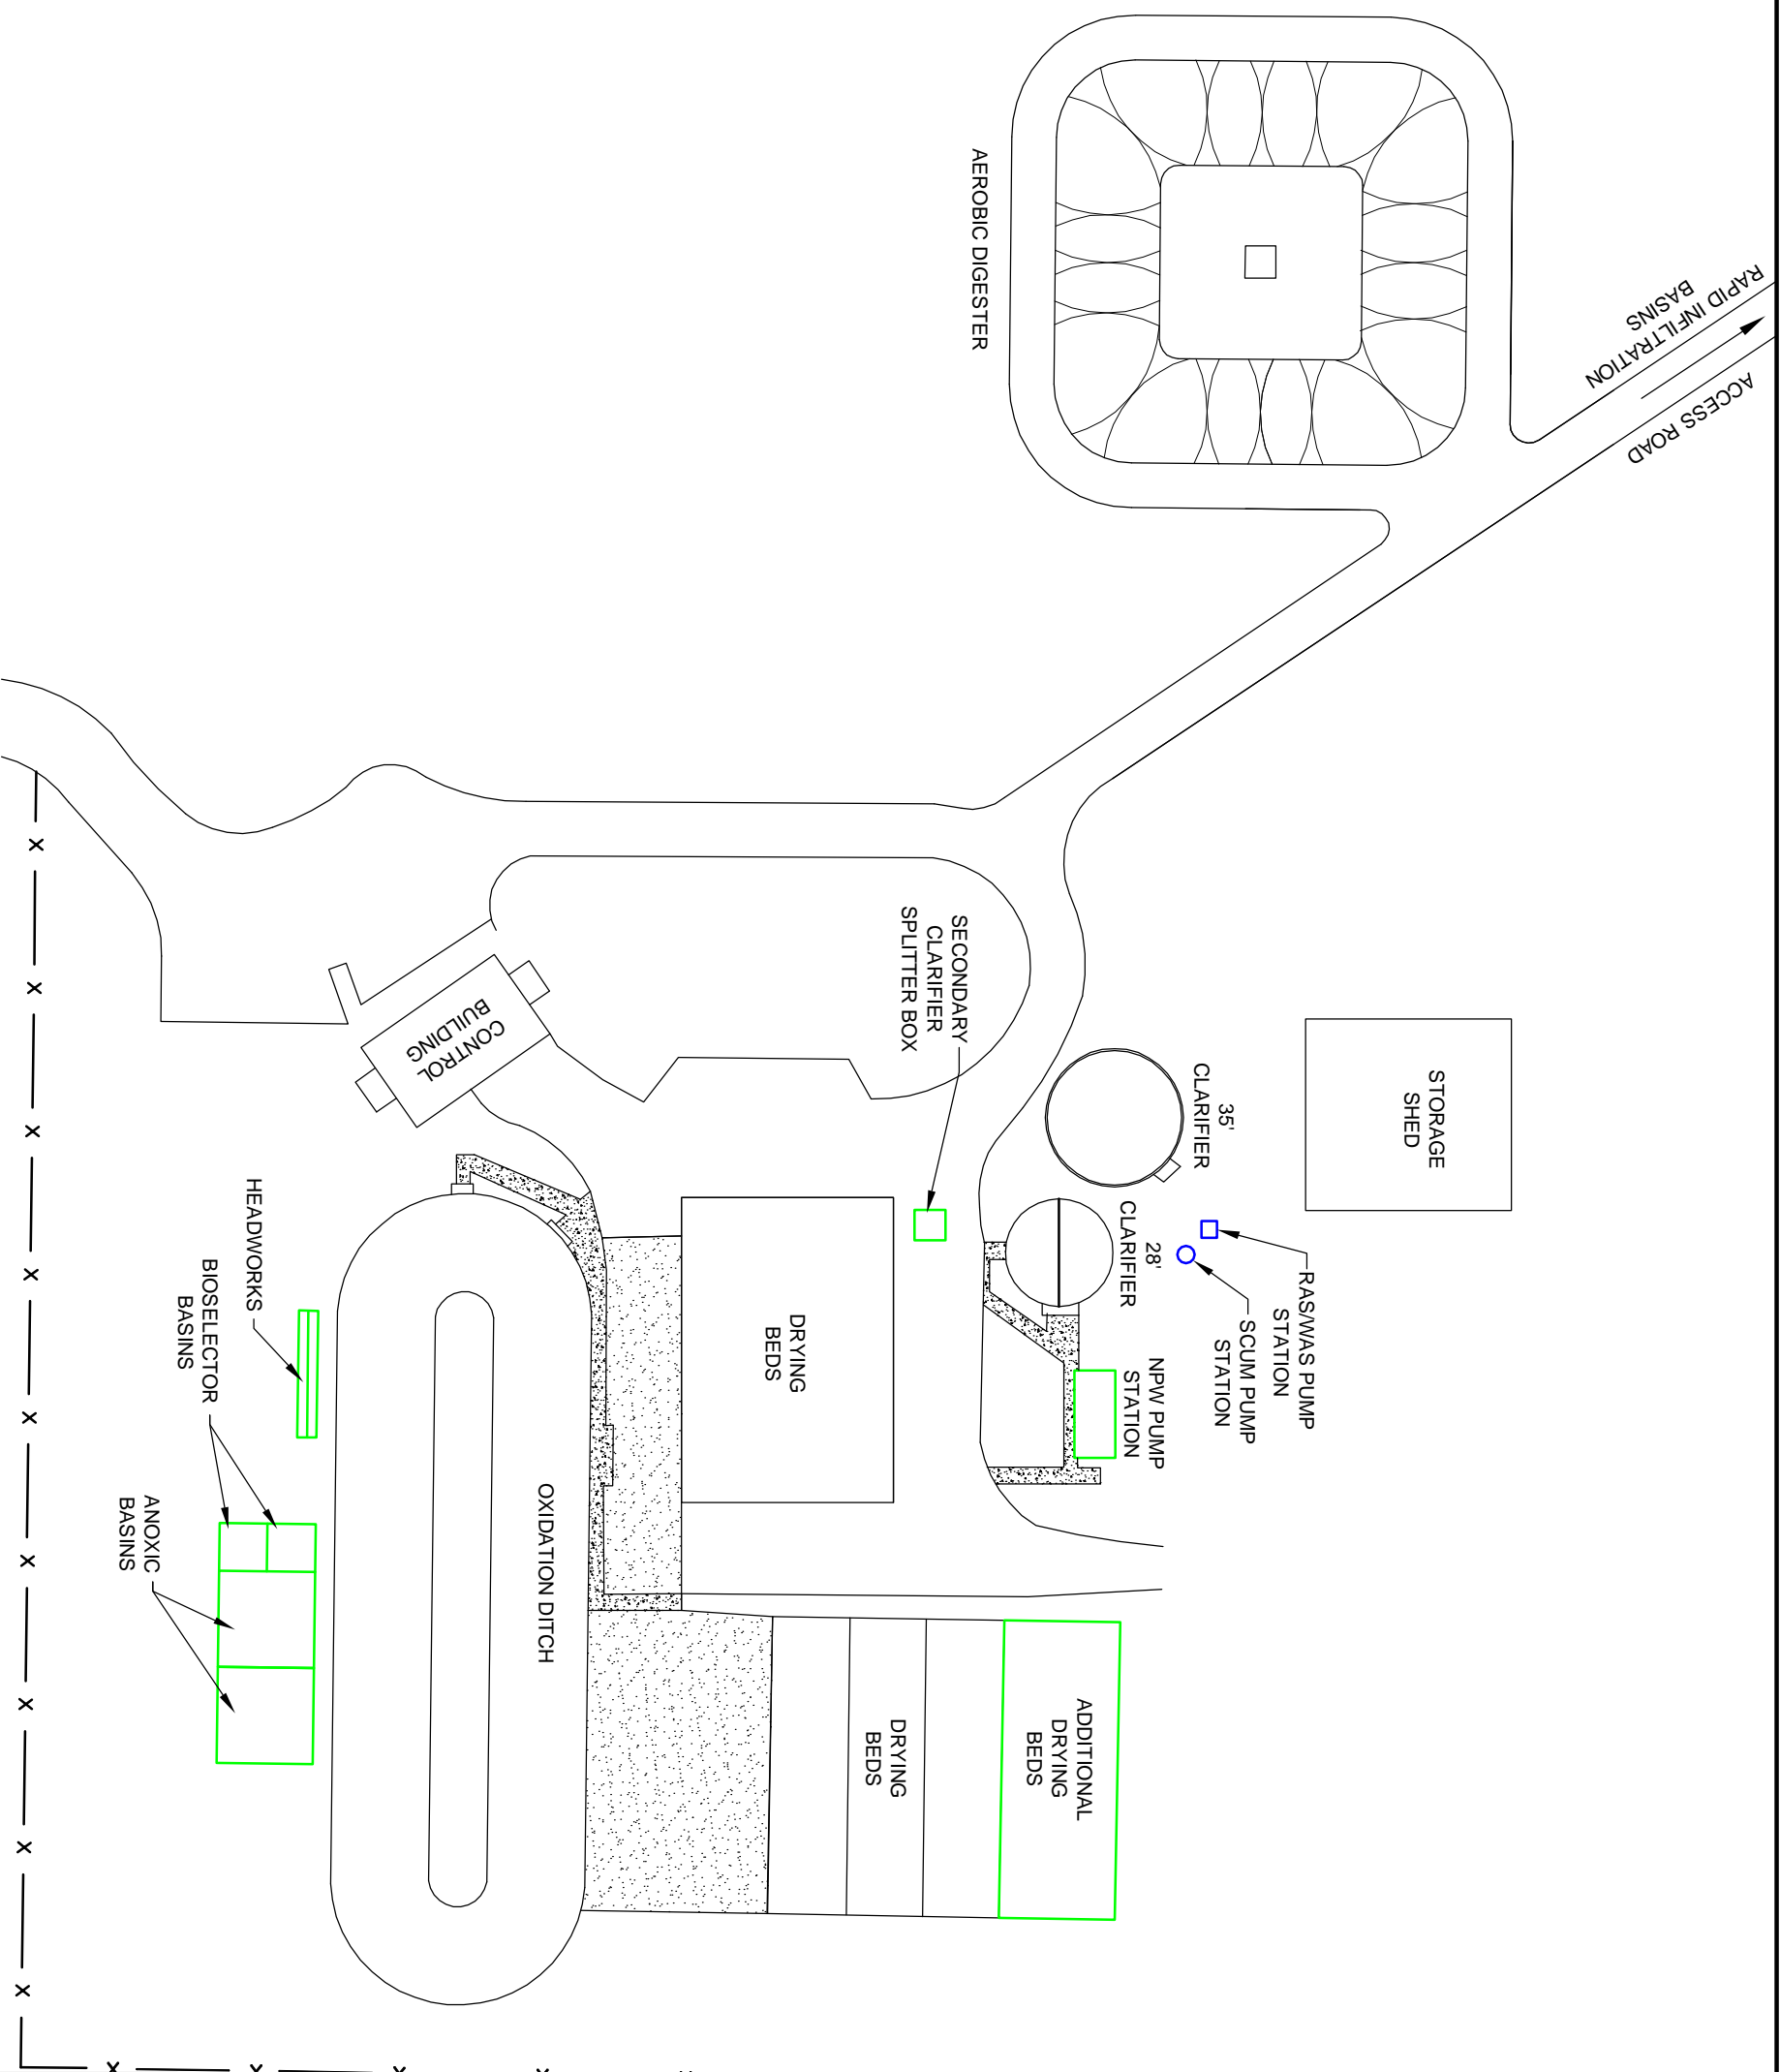 RAPID INFILTRATION
BASINS
ACCESS ROAD
AEROBIC DIGESTER
STORAGE
SHED
35'
CLARIFIER
28'
CLARIFIER
RAS/WAS PUMP
STATION
SCUM PUMP
STATION
NPW PUMP
STATION
SECONDARY
CLARIFIER
SPLITTER BOX
CONTROL
BUILDING
DRYING
BEDS
ADDITIONAL
DRYING
BEDS
DRYING
BEDS
OXIDATION DITCH
HEADWORKS
BIOSELECTOR
BASINS
ANOXIC
BASINS